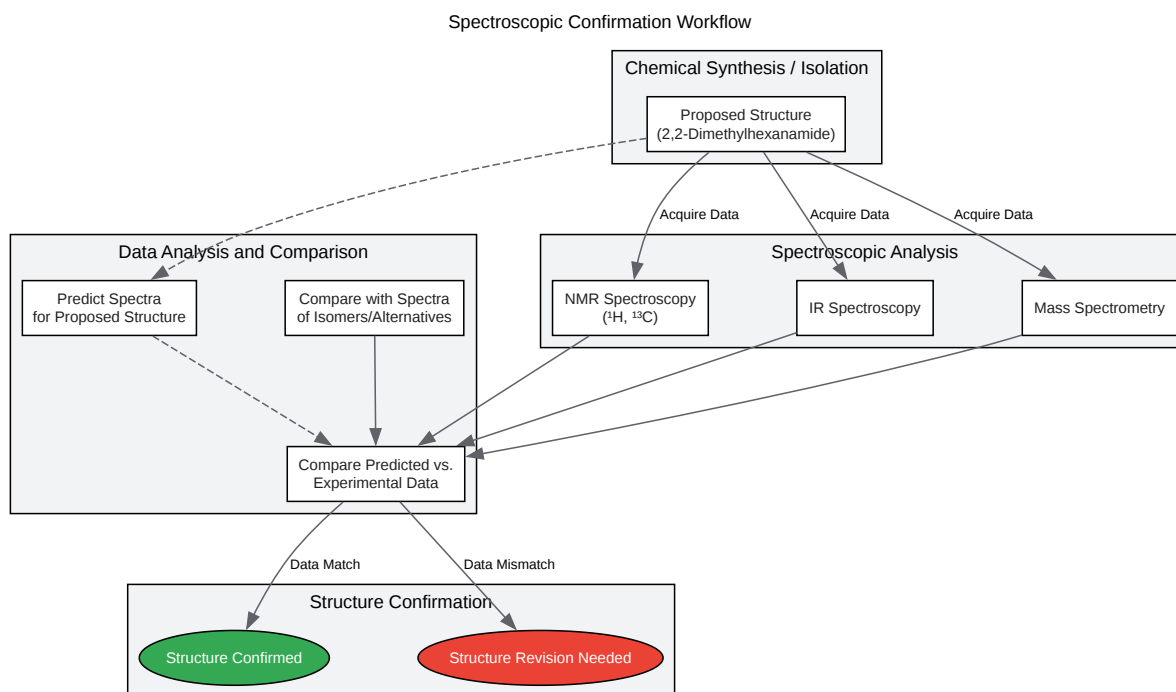 Spectroscopic Confirmation Workflow
Chemical Synthesis / Isolation
Proposed Structure
(2,2-Dimethylhexanamide)
Acquire Data
Acquire Data
Acquire Data
Data Analysis and Comparison
Predict Spectra
for Proposed Structure
Compare with Spectra
of Isomers/Alternatives
Spectroscopic Analysis
NMR Spectroscopy
(¹H, ¹³C)
IR Spectroscopy
Mass Spectrometry
Compare Predicted vs.
Experimental Data
Data Match
Data Mismatch
Structure Confirmation
Structure Confirmed
Structure Revision Needed